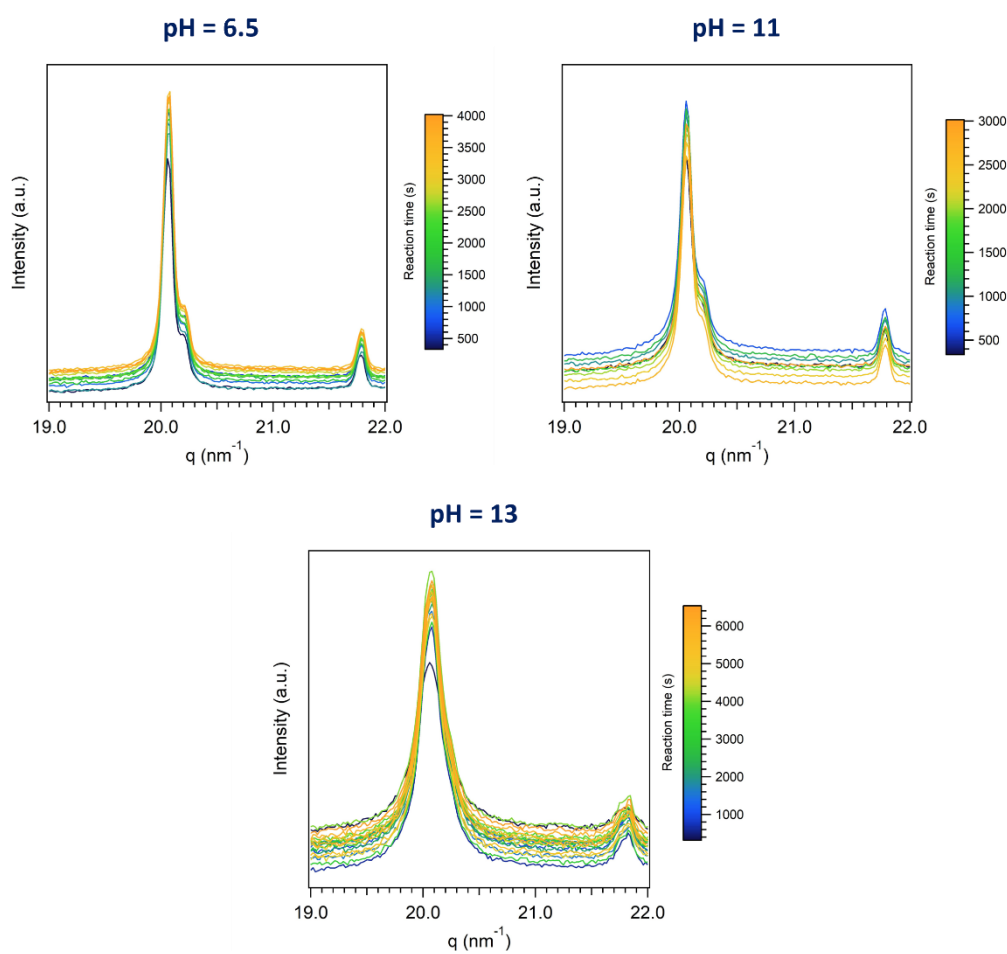 pH = 6.5
Intensity (a.u.)
19.0 20.0 21.0 22.0
q (nm⁻¹)
4000
3500
3000
2500
2000
1500
1000
500
Reaction time (s)
pH = 11
Intensity (a.u.)
19.0 20.0 21.0 22.0
q (nm⁻¹)
3000
2500
2000
1500
1000
500
Reaction time (s)
pH = 13
Intensity (a.u.)
19.0 20.0 21.0 22.0
q (nm⁻¹)
6000
5000
4000
3000
2000
1000
Reaction time (s)